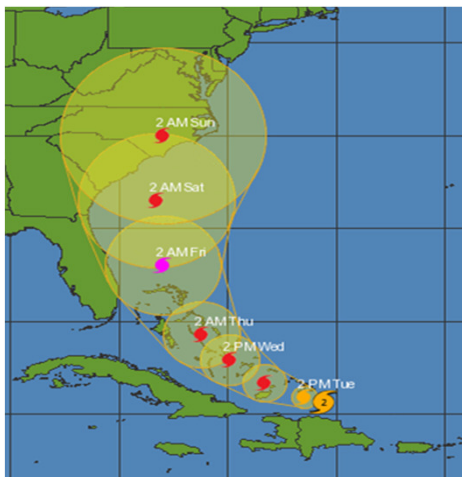 2 AM Sun
2 AM Sat
2 AM Fri
2 AM Thu
2 PM Wed
2 PM Tue
2